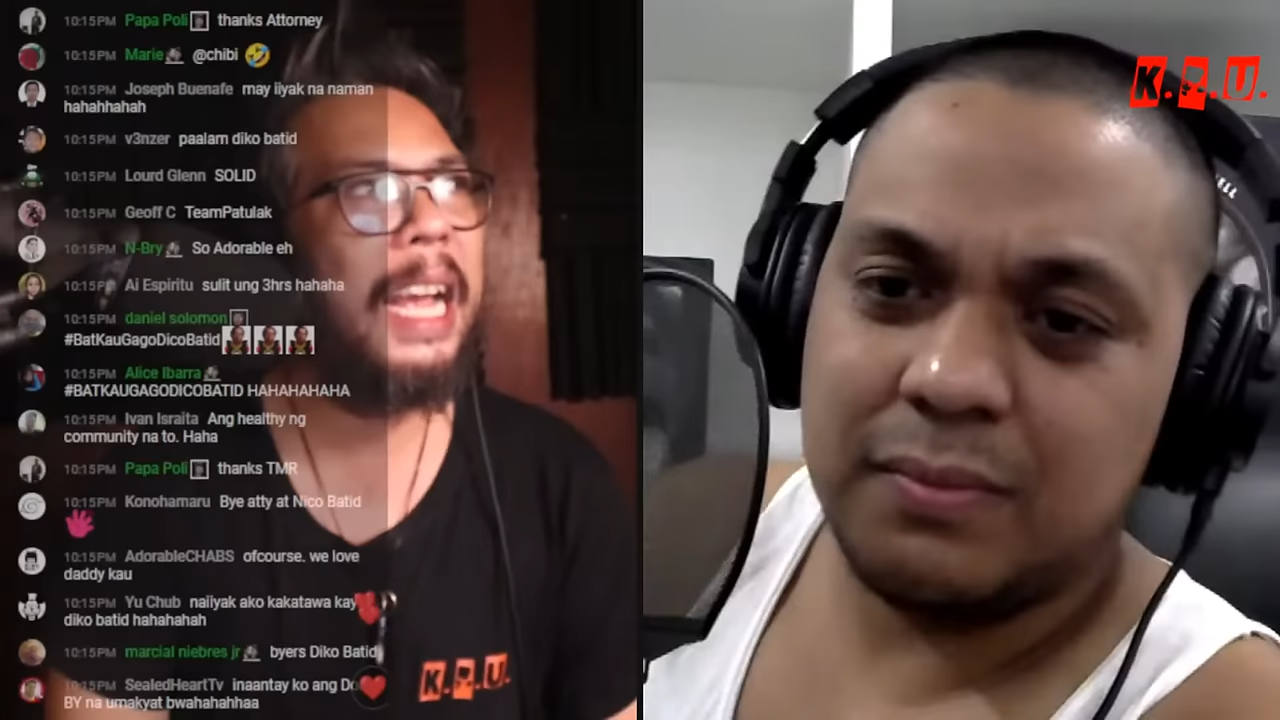 10:15PM Papa Poli thanks Attorney
10:15PM Marie @chibi
10:15PM Joseph Buenafe may iiyak na naman
hahahhahah
10:15PM v3nzer paalam diko batid
10:15PM Lourd Glenn SOLID
10:15PM Geoff C TeamPatulak
10:15PM N-Bry So Adorable eh
10:15PM Ai Espiritu sulit ung 3hrs hahaha
10:15PM daniel solomon
#BatKauGagoDicoBatid
10:15PM Alice Ibarra
#BATKAUGAGODICOBATID HAHAHAHAHA
10:15PM Ivan Israita Ang healthy ng
community na to. Haha
10:15PM Papa Poli thanks TMR
10:15PM Konohamaru Bye atty at Nico Batid
10:15PM AdorableCHABS ofcourse. we love
daddy kau
10:15PM Yu Chub naiiyak ako kakatawa kay
diko batid hahahahah
10:15PM marcial niebres jr byers Diko Batid
10:15PM SealedHeartTv inaantay ko ang
BY na umakyat bwahahahhaa
K.P.U.
K.P.U.